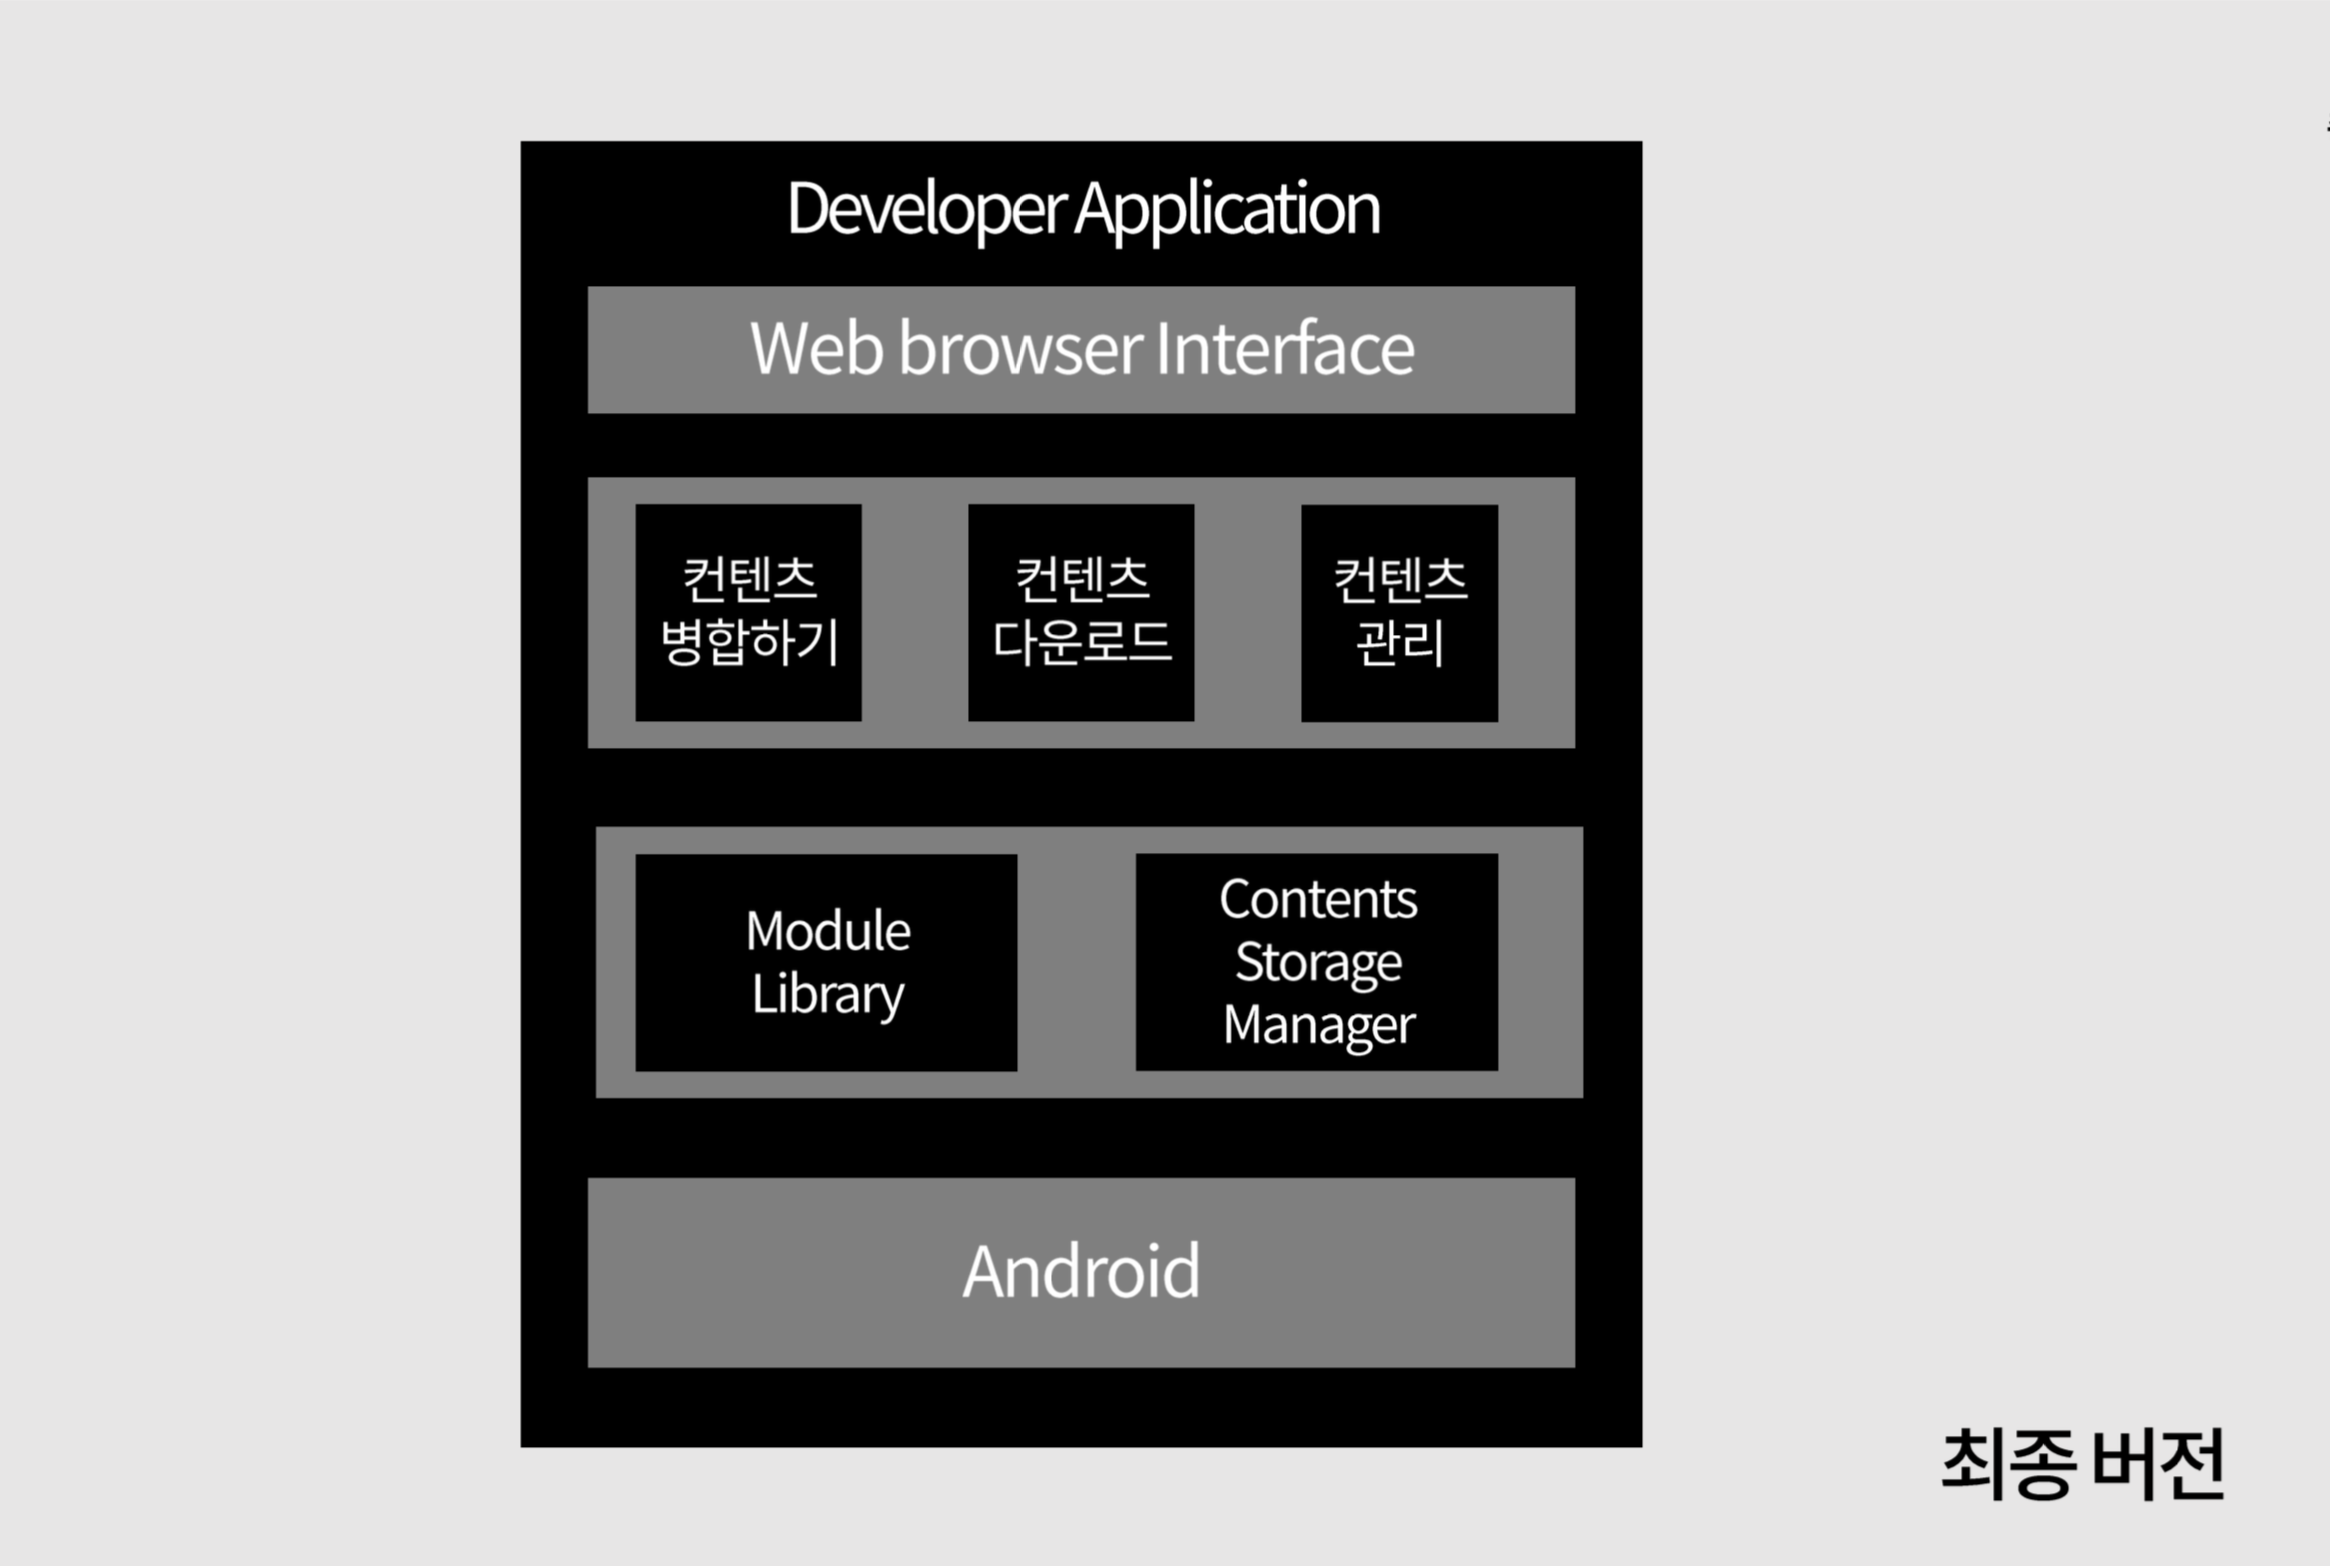 Developer Application
Web browser Interface
컨텐츠
병합하기
컨텐츠
다운로드
컨텐츠
관리
Module
Library
Contents
Storage
Manager
Android
최종 버전